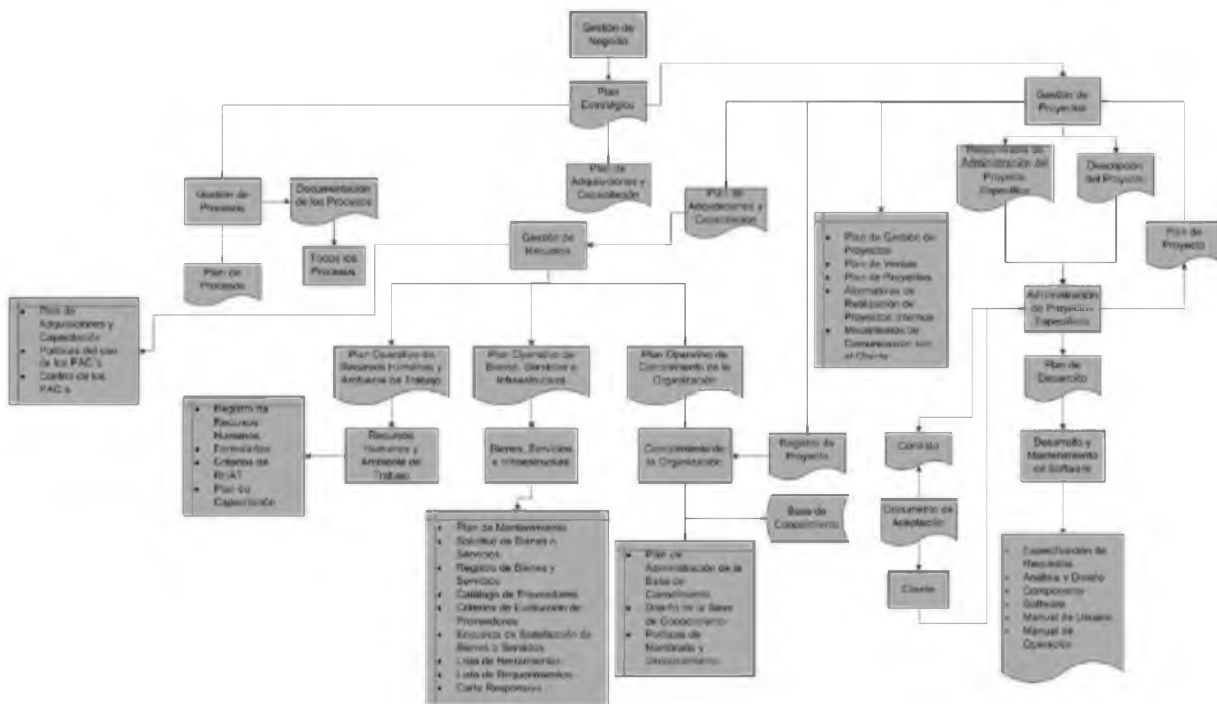 Gestión de
Negocio
Plan
Estratégico
Gestión de
Proyectos
Plan de
Adquisiciones y
Capacitación
Responsable de
Administración del
Proyecto
Específico
Descripción
del Proyecto
Gestión de
Procesos
Documentación
de los Procesos
Plan de
Adquisiciones y
Capacitación
Plan de
Proyecto
Gestión de
Recursos
Todos los
Procesos
Plan de
Procesos
• Plan de Gestión de
Proyectos
• Plan de Ventas
• Plan de Proyectos
• Alternativas de
Realización de
Proyectos Internos
• Mecanismos de
Comunicación con
el Cliente
Administración
de Proyectos
Específicos
• Plan de
Adquisiciones y
Capacitación
• Políticas del uso
de los PAC´s
• Control de los
PAC´s
Plan Operativo de
Recursos Humanos y
Ambiente de Trabajo
Plan Operativo de
Bienes, Servicios e
Infraestructura
Plan Operativo de
Conocimiento de la
Organización
Plan de
Desarrollo
• Registro de
Recursos
Humanos
• Formularios
• Criterios de
RHAT
• Plan de
Capacitación
Recursos
Humanos y
Ambiente de
Trabajo
Bienes, Servicios
e Infraestructura
Conocimiento de
la Organización
Registro de
Proyecto
Contrato
Desarrollo y
Mantenimiento
de Software
Base de
Conocimiento
Documento de
Aceptación
• Plan de Mantenimiento
• Solicitud de Bienes o
Servicios
• Registro de Bienes y
Servicios
• Catálogo de Proveedores
• Criterios de Evaluación de
Proveedores
• Encuesta de Satisfacción de
Bienes o Servicios
• Lista de Herramientas
• Lista de Requerimientos
• Carta Responsiva
• Plan de
Administración de la
Base de
Conocimiento
• Diseño de la Base
de Conocimiento
• Políticas de
Nombrado y
Cliente
- Especificación de
Requisitos
- Análisis y Diseño
- Componente
- Software
- Manual de Usuario
- Manual de
Operación